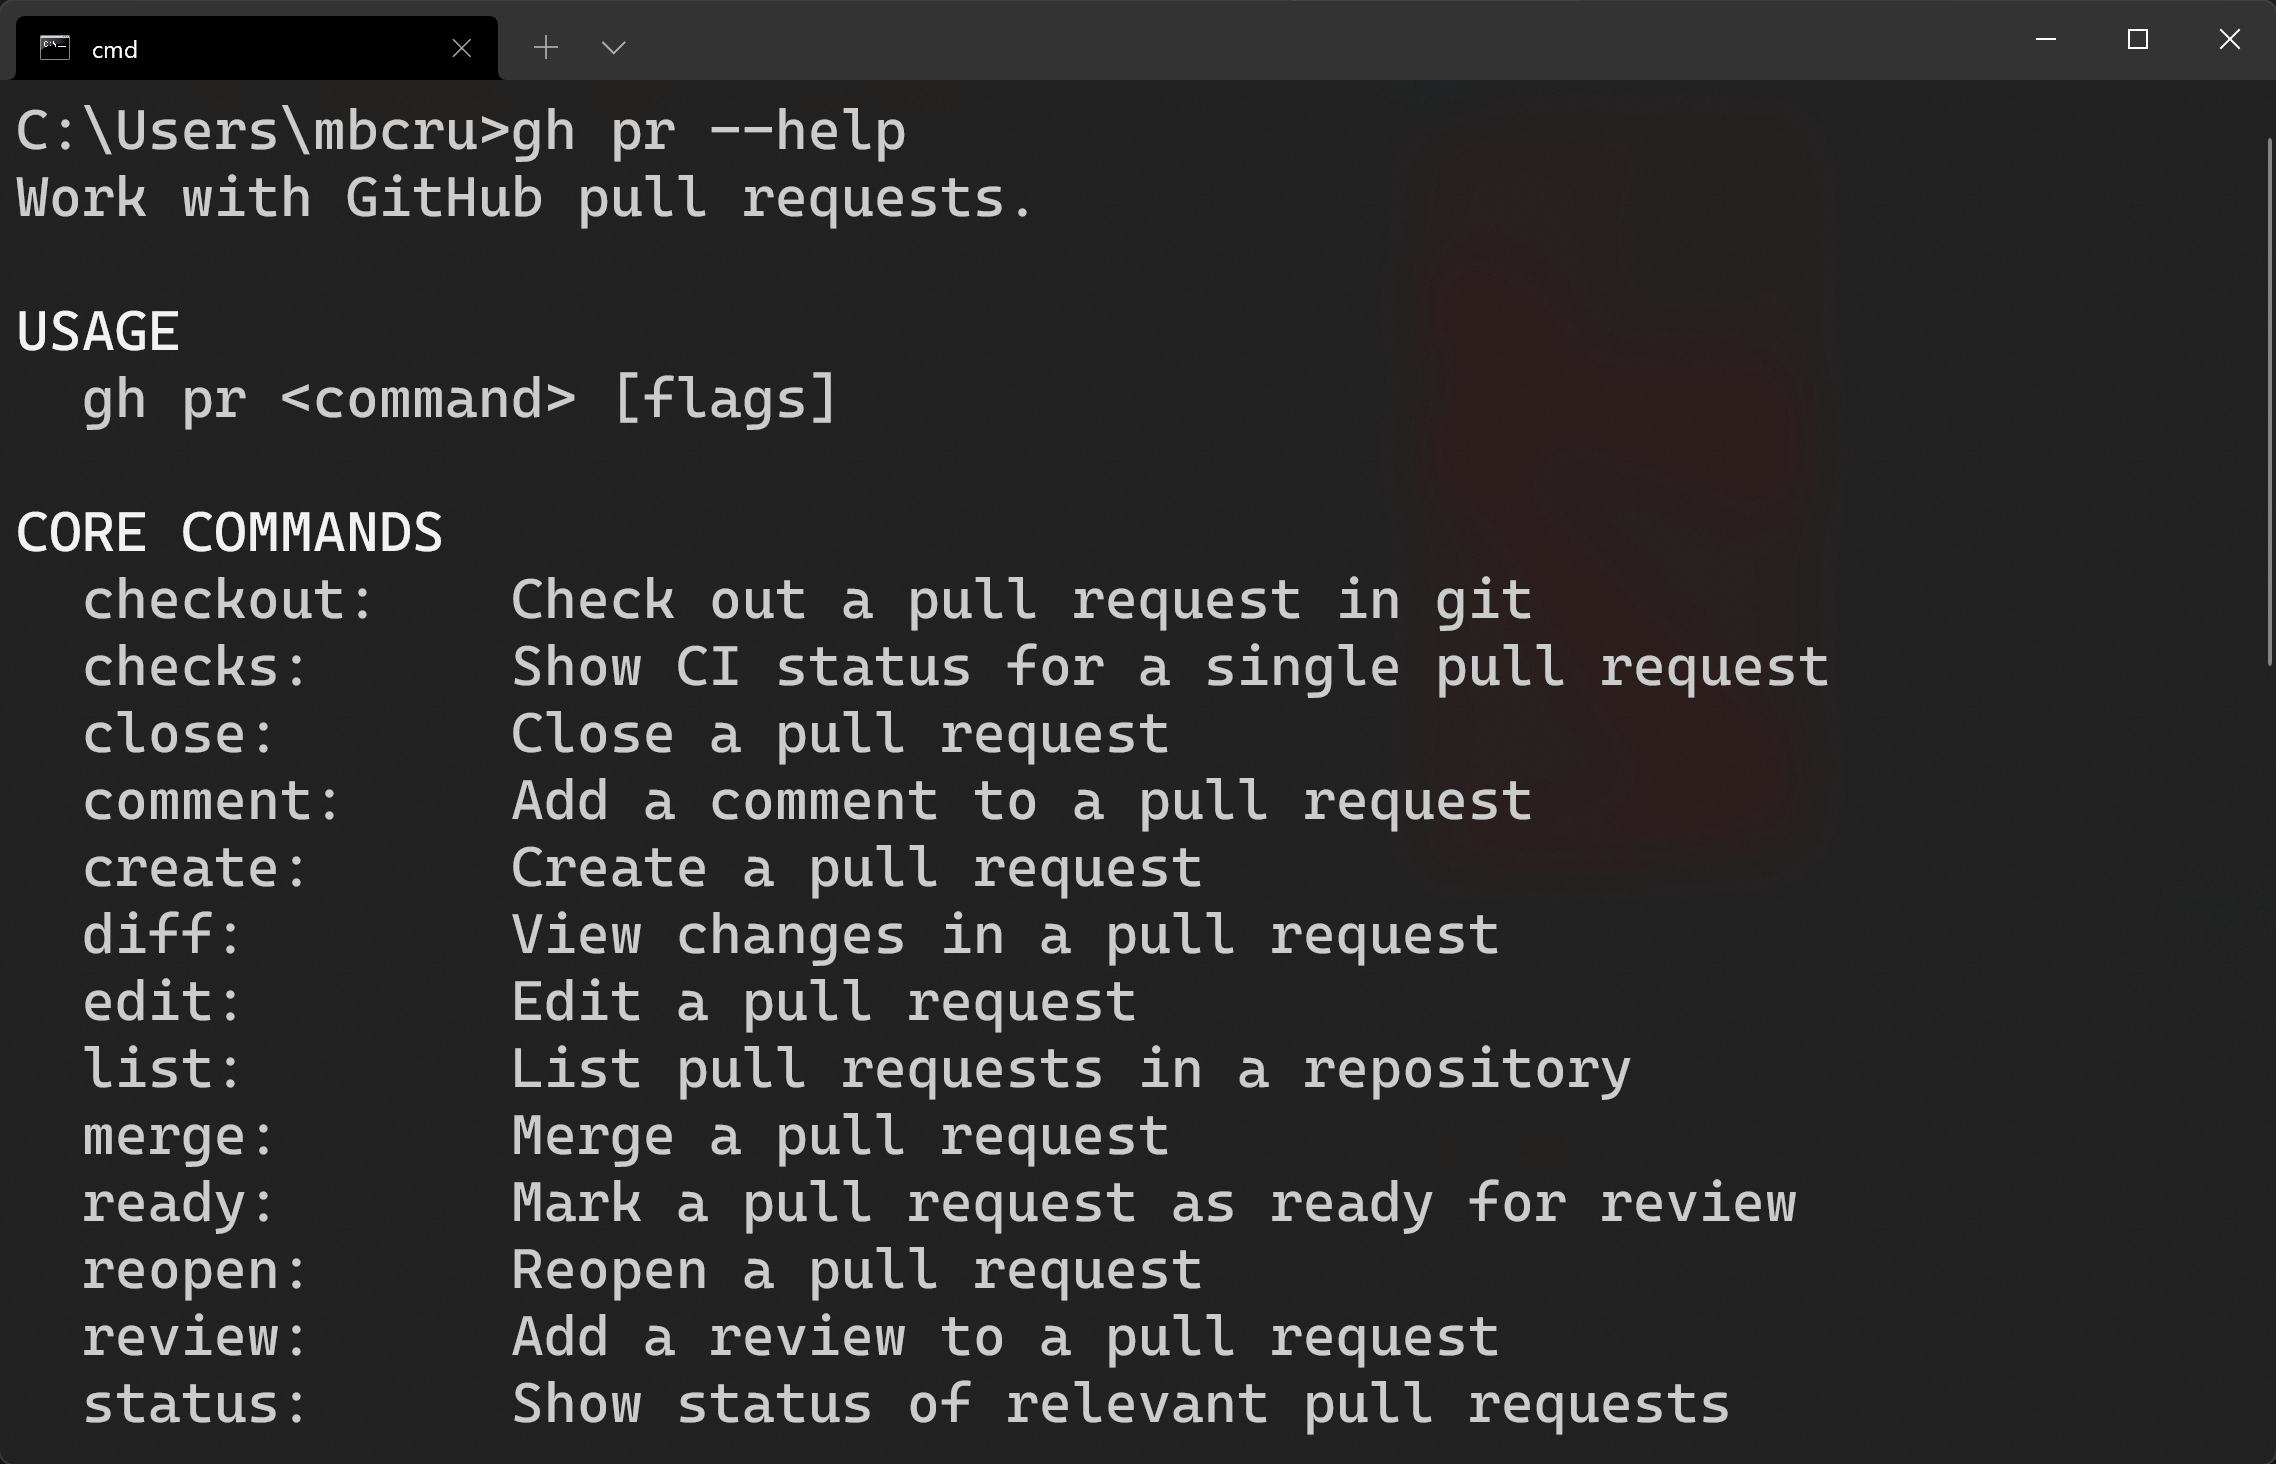 cmd
C:\Users\mbcru>gh pr --help
Work with GitHub pull requests.

USAGE
  gh pr <command> [flags]

CORE COMMANDS
  checkout:    Check out a pull request in git
  checks:      Show CI status for a single pull request
  close:       Close a pull request
  comment:     Add a comment to a pull request
  create:      Create a pull request
  diff:        View changes in a pull request
  edit:        Edit a pull request
  list:        List pull requests in a repository
  merge:       Merge a pull request
  ready:       Mark a pull request as ready for review
  reopen:      Reopen a pull request
  review:      Add a review to a pull request
  status:      Show status of relevant pull requests